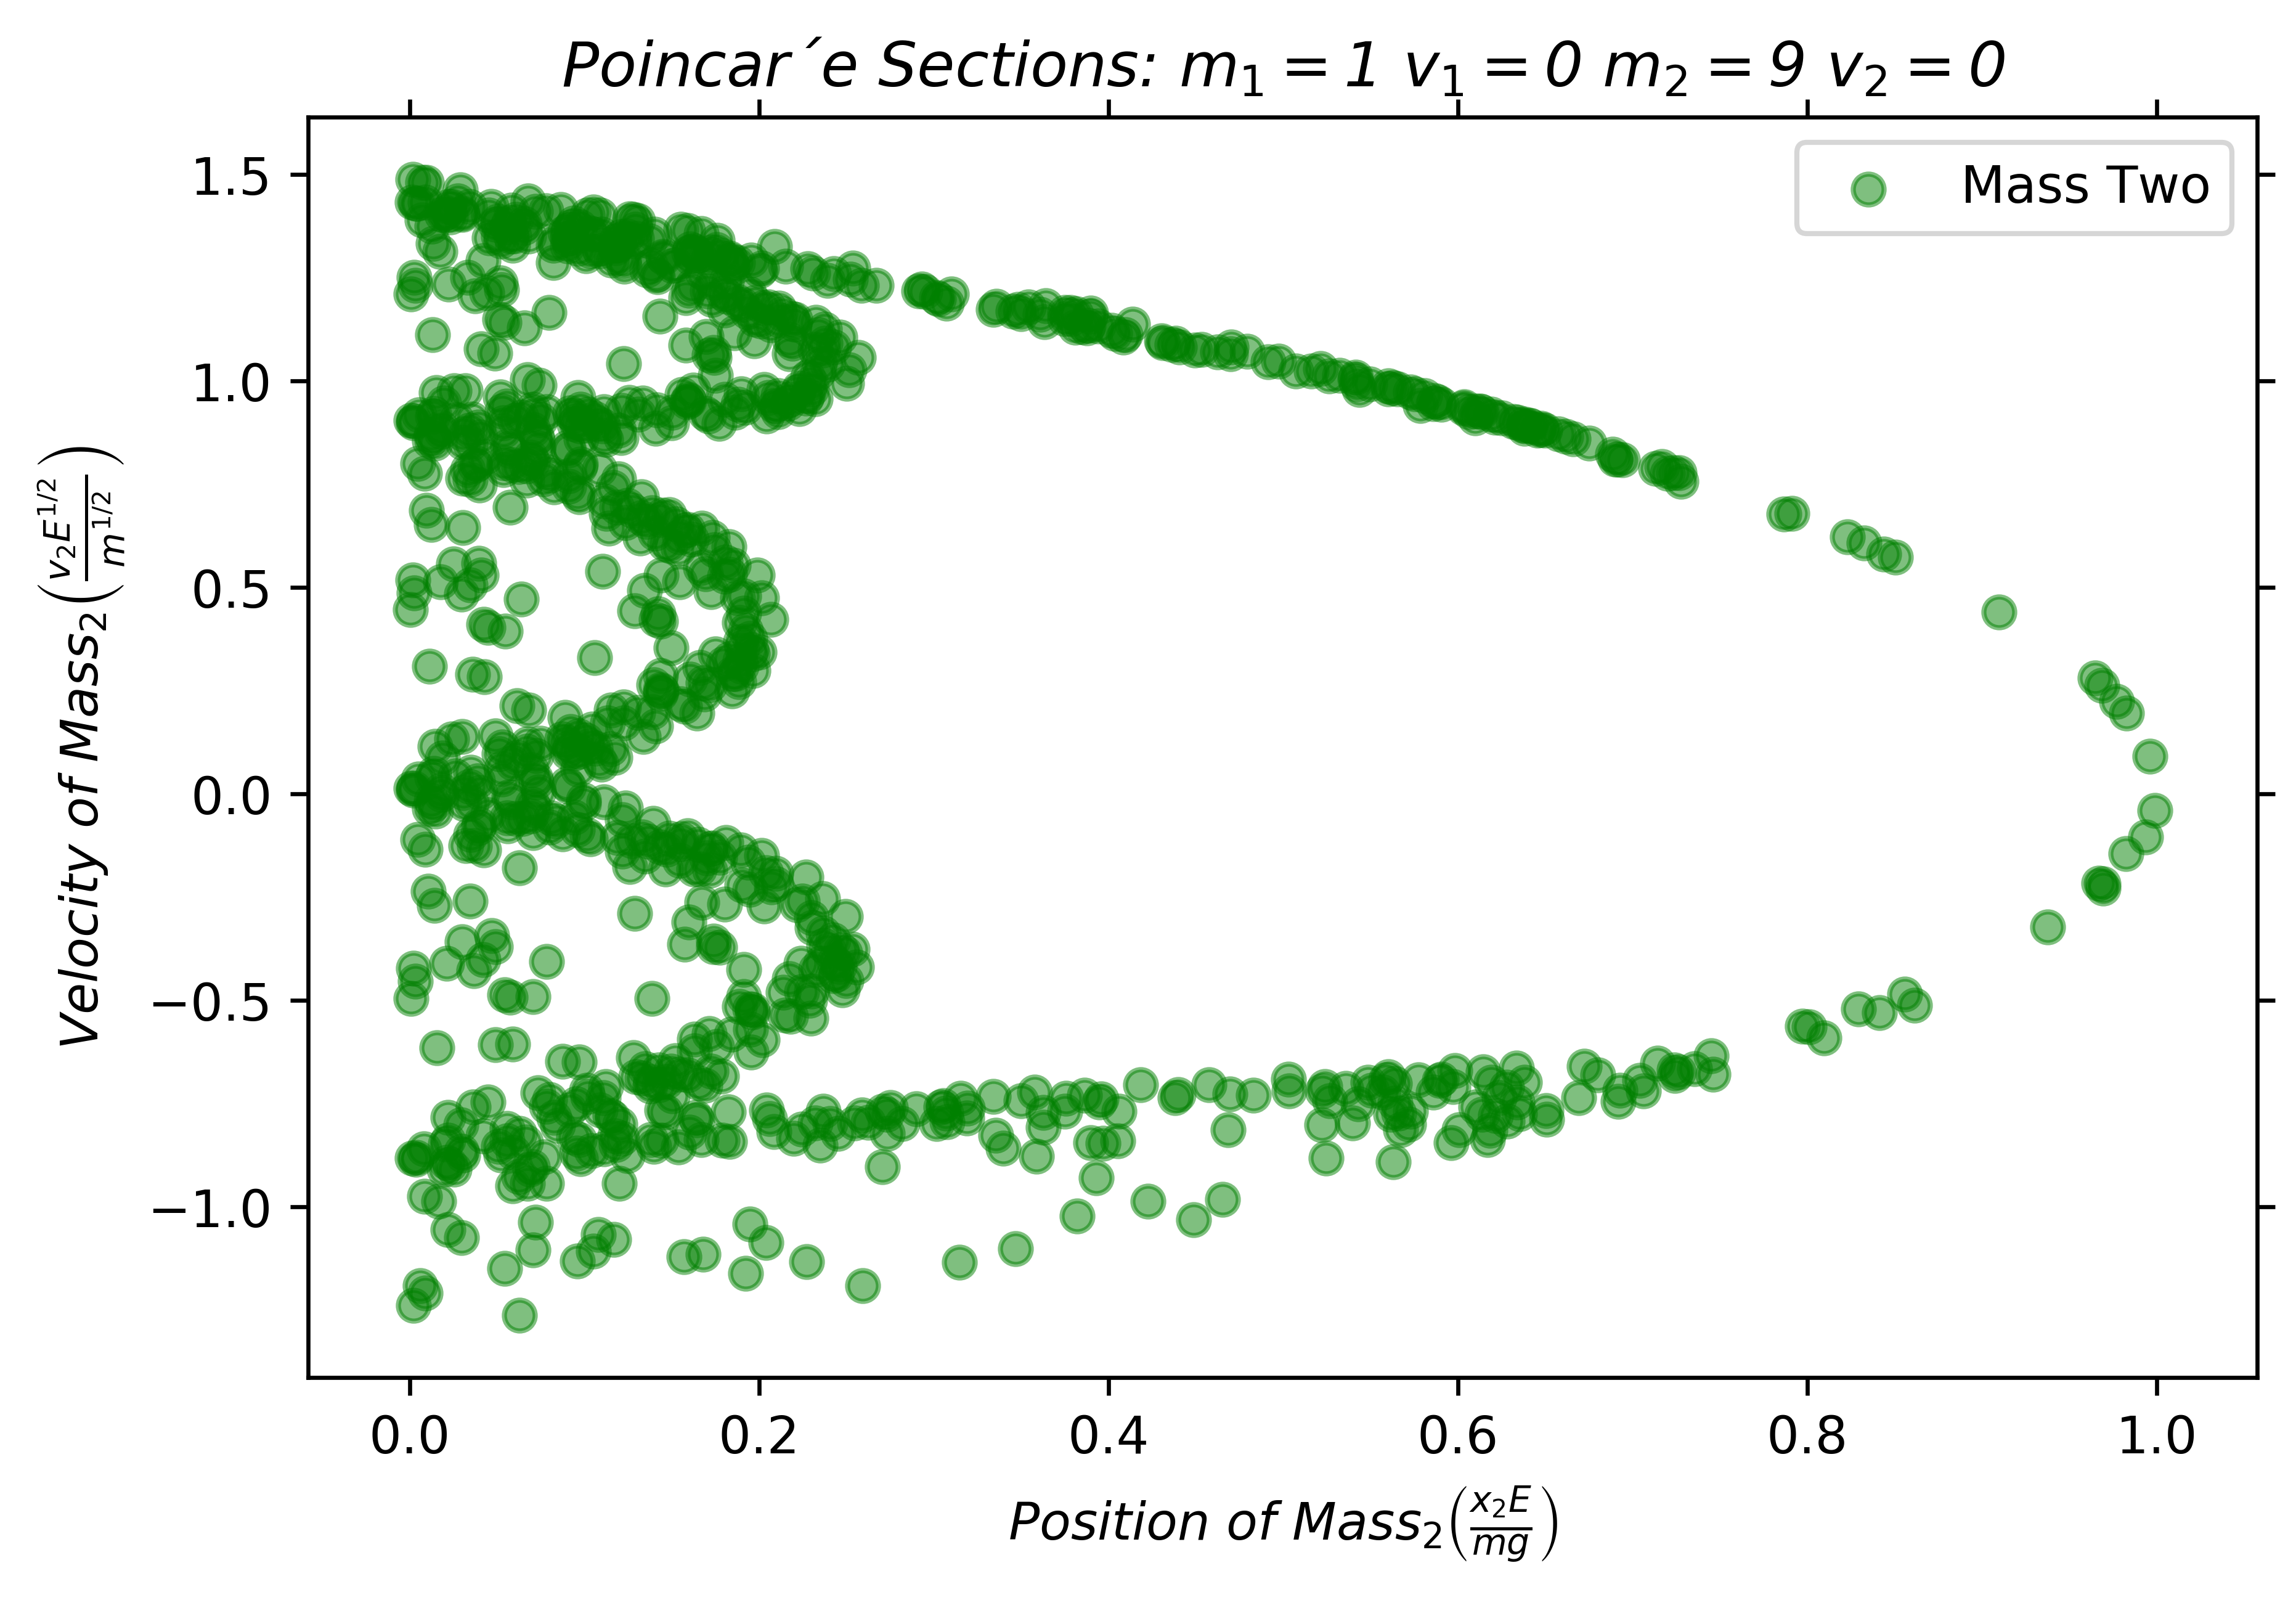 Poincar´e Sections: m₁ = 1 v₁ = 0 m₂ = 9 v₂ = 0
Mass Two
1.5
1.0
0.5
0.0
−0.5
−1.0
Velocity of Mass₂(v₂E^1/2 / m^1/2)
0.0 0.2 0.4 0.6 0.8 1.0
Position of Mass₂(x₂E / mg)